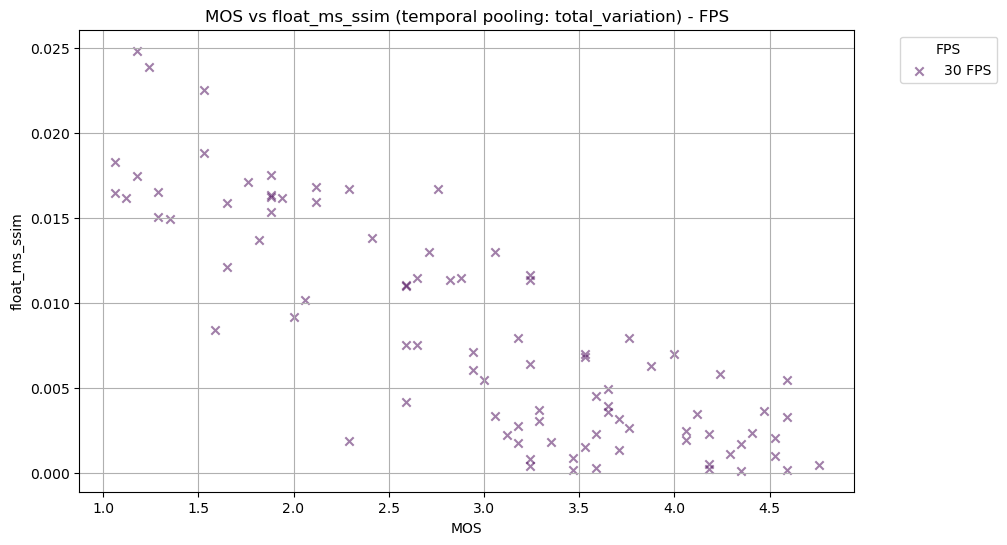 MOS vs float_ms_ssim (temporal pooling: total_variation) - FPS
FPS
30 FPS
float_ms_ssim
0.025
0.020
0.015
0.010
0.005
0.000
1.0 1.5 2.0 2.5 3.0 3.5 4.0 4.5
MOS